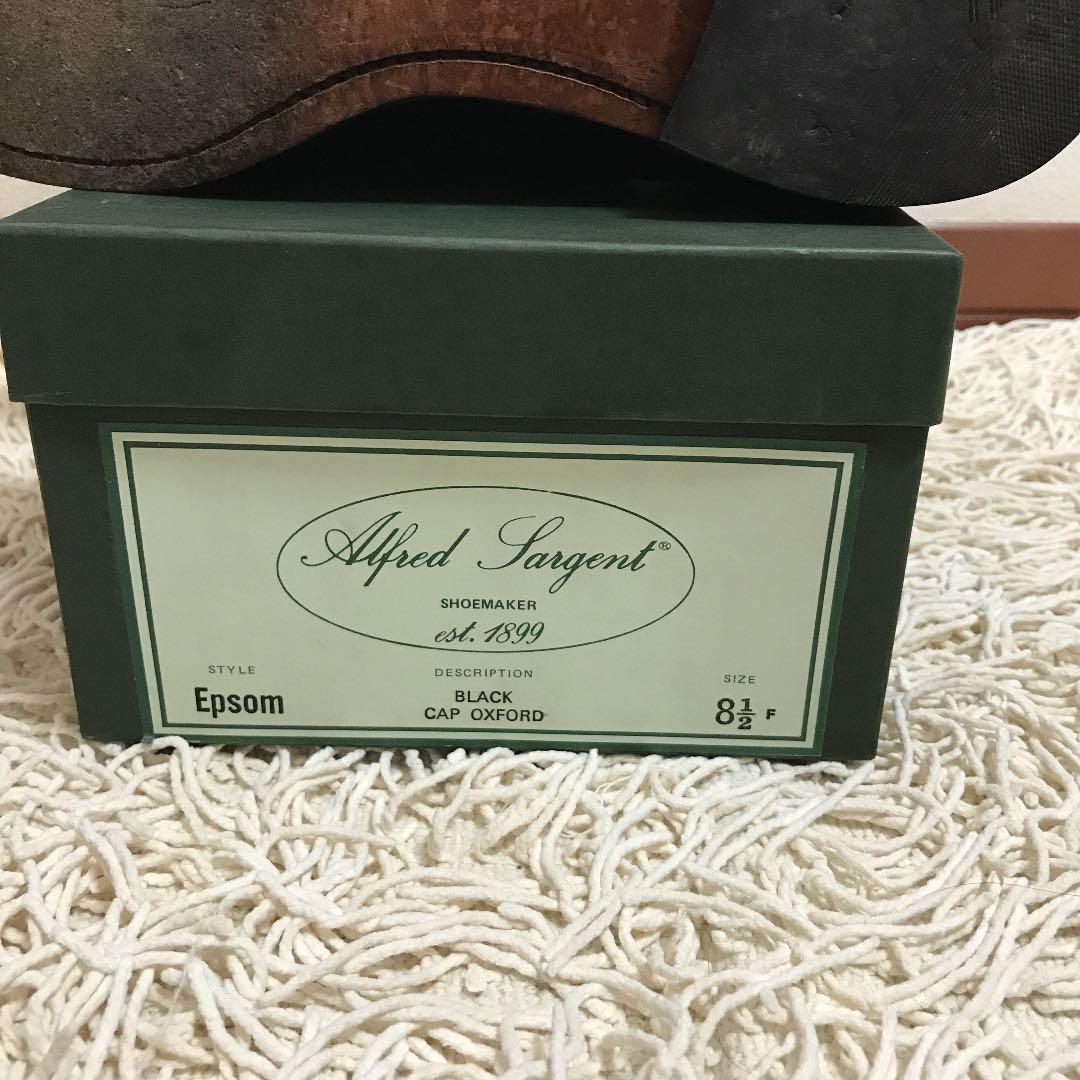 Alfred Sargent®
SHOEMAKER
est. 1899
STYLE
Epsom
DESCRIPTION
BLACK
CAP OXFORD
SIZE
8½ F